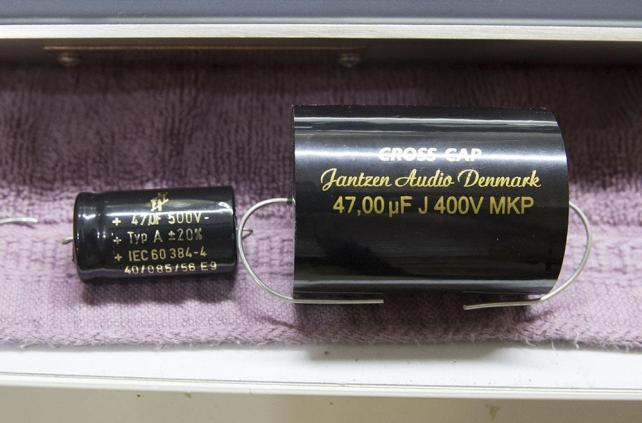 + 47µF 500V-
÷ Typ A ±20%
+ IEC 60 384-4
40/085/56 E9
CROSS CAP
Jantzen Audio Denmark
47,00 µF J 400V MKP